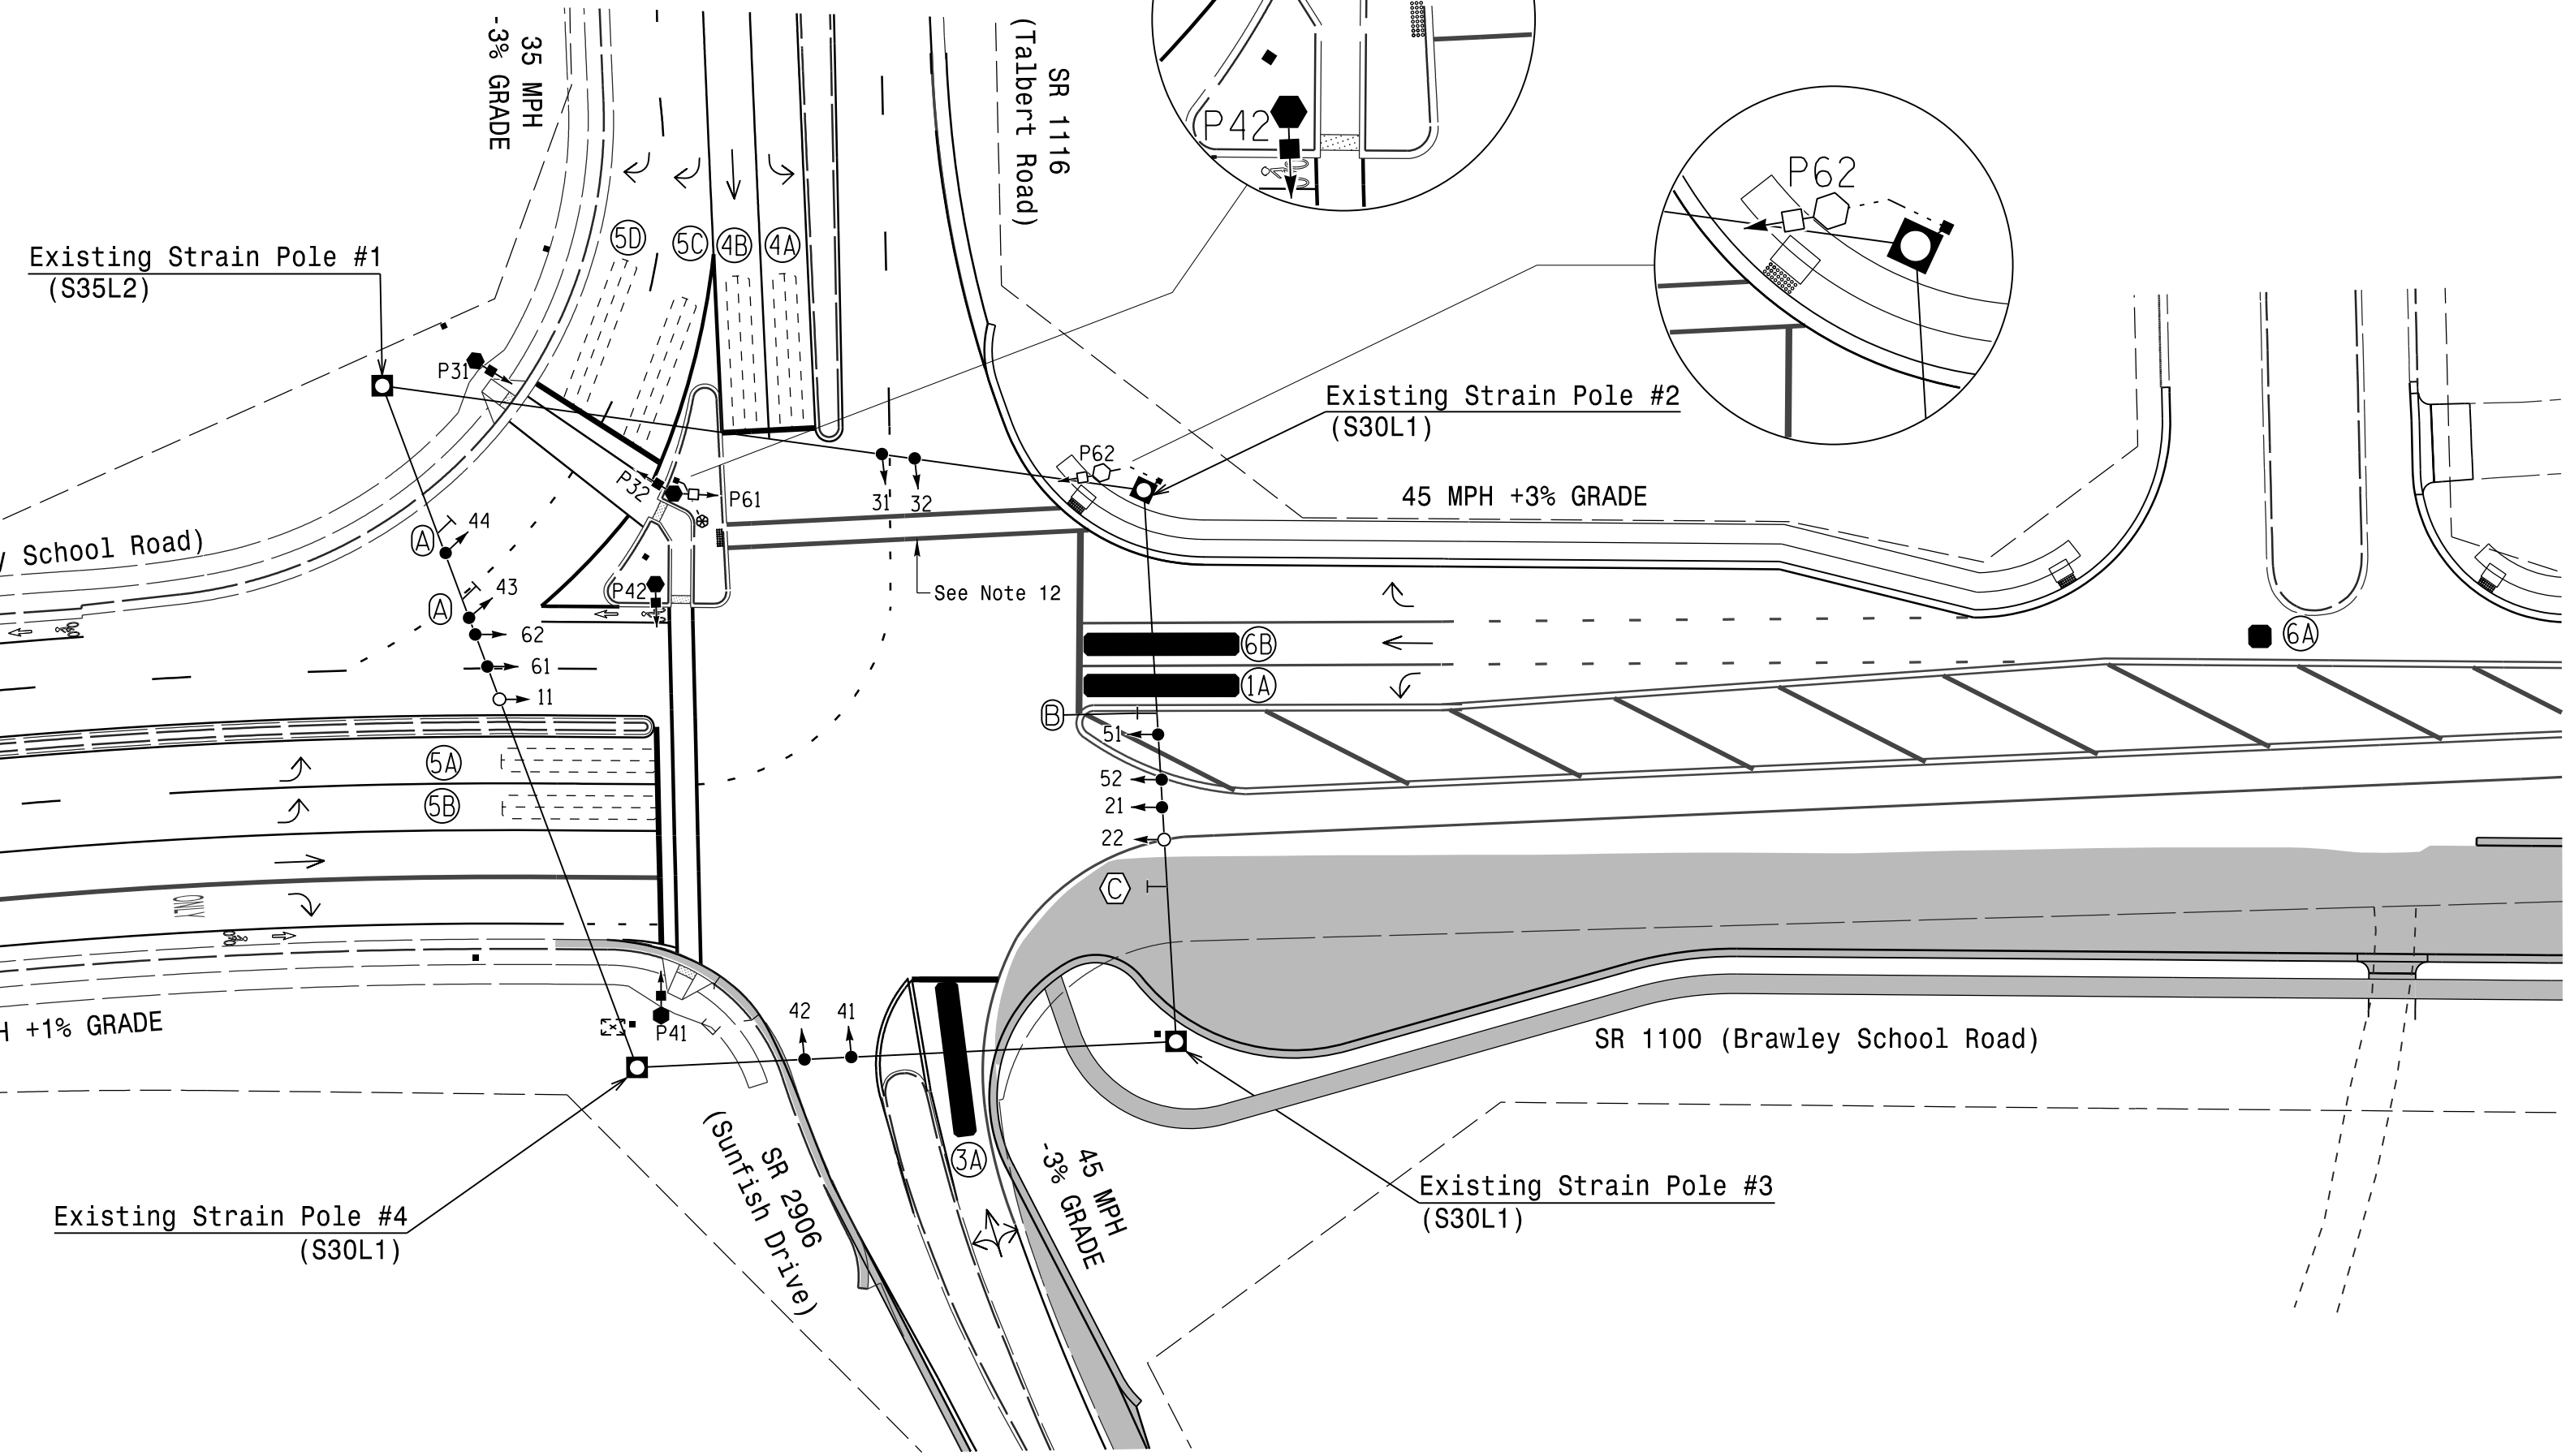 35 MPH
-3% GRADE
SR 1116
(Talbert Road)
P42
P62
5D
5C
4B
4A
Existing Strain Pole #1
(S35L2)
P31
Existing Strain Pole #2
(S30L1)
P62
P32
P61
31
32
45 MPH +3% GRADE
44
A
School Road)
43
A
P42
See Note 12
62
61
11
6B
6A
1A
B
51
5A
52
5B
21
22
C
ONLY
42
41
P41
+1% GRADE
SR 1100 (Brawley School Road)
3A
45 MPH
-3% GRADE
SR 2906
(Sunfish Drive)
Existing Strain Pole #3
(S30L1)
Existing Strain Pole #4
(S30L1)